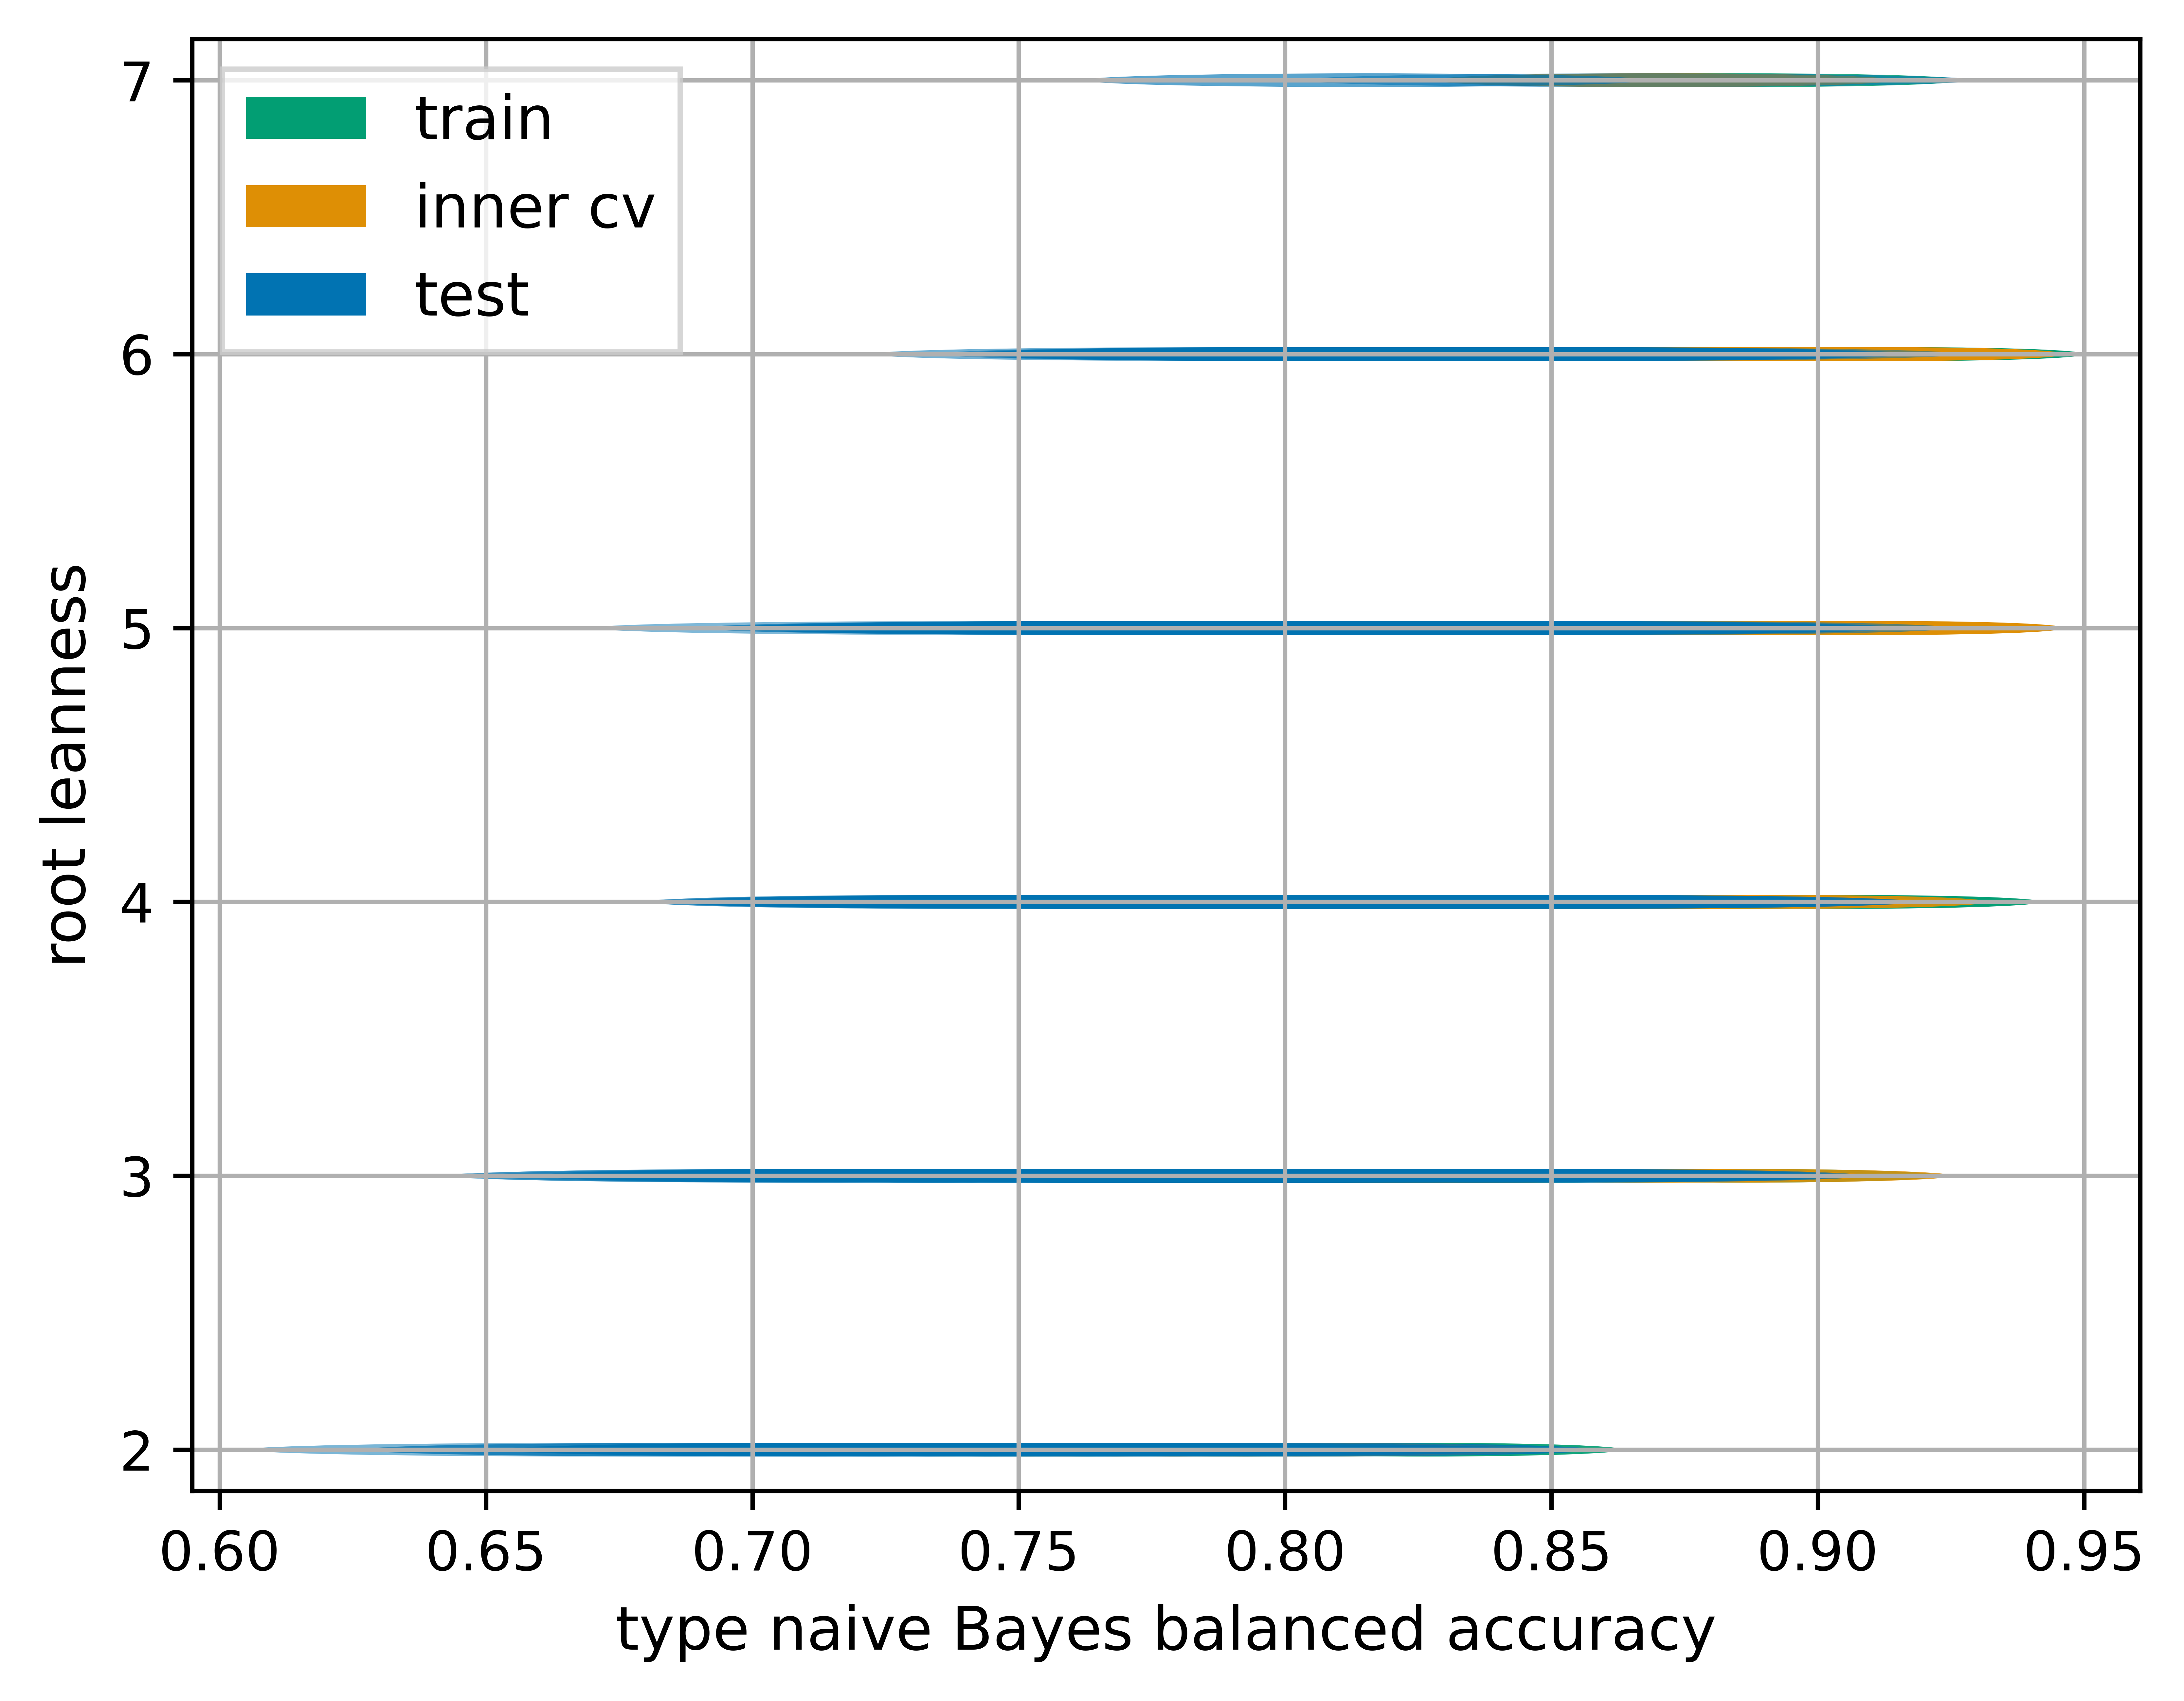 7
6
5
4
3
2
root leanness
train
inner cv
test
0.60 0.65 0.70 0.75 0.80 0.85 0.90 0.95
type naive Bayes balanced accuracy